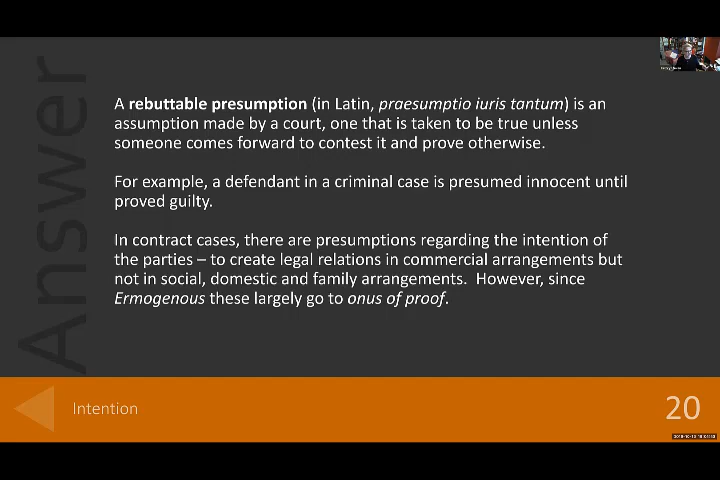 Answer
A rebuttable presumption (in Latin, praesumptio iuris tantum) is an
assumption made by a court, one that is taken to be true unless
someone comes forward to contest it and prove otherwise.
For example, a defendant in a criminal case is presumed innocent until
proved guilty.
In contract cases, there are presumptions regarding the intention of
the parties – to create legal relations in commercial arrangements but
not in social, domestic and family arrangements.  However, since
Ermogenous these largely go to onus of proof.
Intention
20